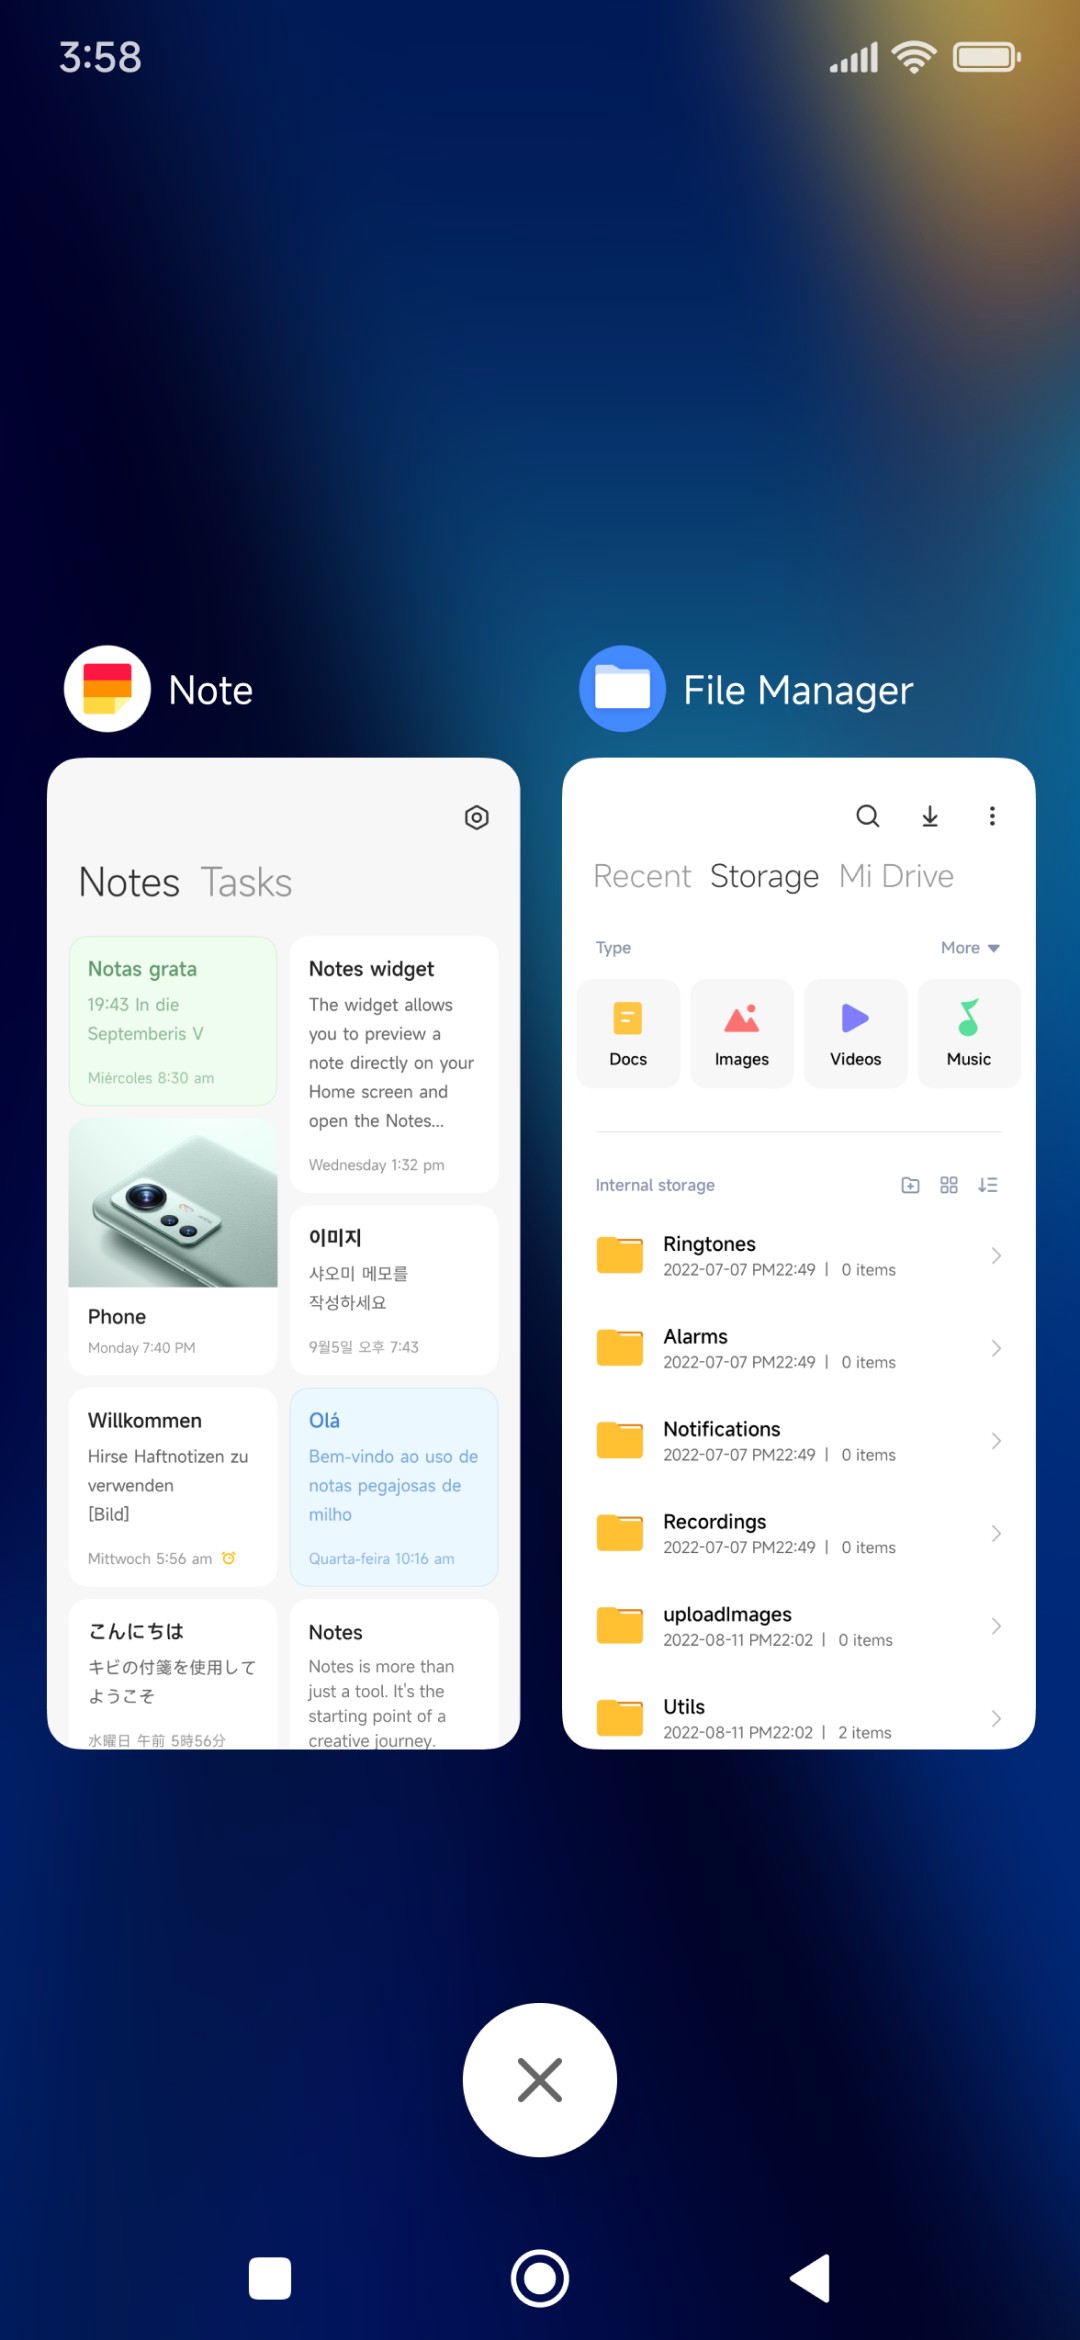 3:58
Note
Notes Tasks
Notas grata
19:43 In die
Septemberis V
Miércoles 8:30 am
Phone
Monday 7:40 PM
Willkommen
Hirse Haftnotizen zu
verwenden
[Bild]
Mittwoch 5:56 am
こんにちは
キビの付箋を使用して
ようこそ
水曜日 午前 5時56分
Notes widget
The widget allows
you to preview a
note directly on your
Home screen and
open the Notes...
Wednesday 1:32 pm
이미지
샤오미 메모를
작성하세요
9월5일 오후 7:43
Olá
Bem-vindo ao uso de
notas pegajosas de
milho
Quarta-feira 10:16 am
Notes
Notes is more than
just a tool. It's the
starting point of a
creative journey.
File Manager
Recent Storage Mi Drive
Type More
Docs Images Videos Music
Internal storage
Ringtones
2022-07-07 PM22:49 | 0 items
Alarms
2022-07-07 PM22:49 | 0 items
Notifications
2022-07-07 PM22:49 | 0 items
Recordings
2022-07-07 PM22:49 | 0 items
uploadImages
2022-08-11 PM22:02 | 0 items
Utils
2022-08-11 PM22:02 | 2 items